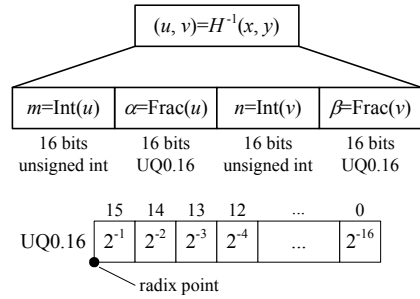 (u, v)=H⁻¹(x, y)
m=Int(u) α=Frac(u) n=Int(v) β=Frac(v)
16 bits 16 bits 16 bits 16 bits
unsigned int UQ0.16 unsigned int UQ0.16
15 14 13 12 ... 0
UQ0.16 2⁻¹ 2⁻² 2⁻³ 2⁻⁴ ... 2⁻¹⁶
radix point